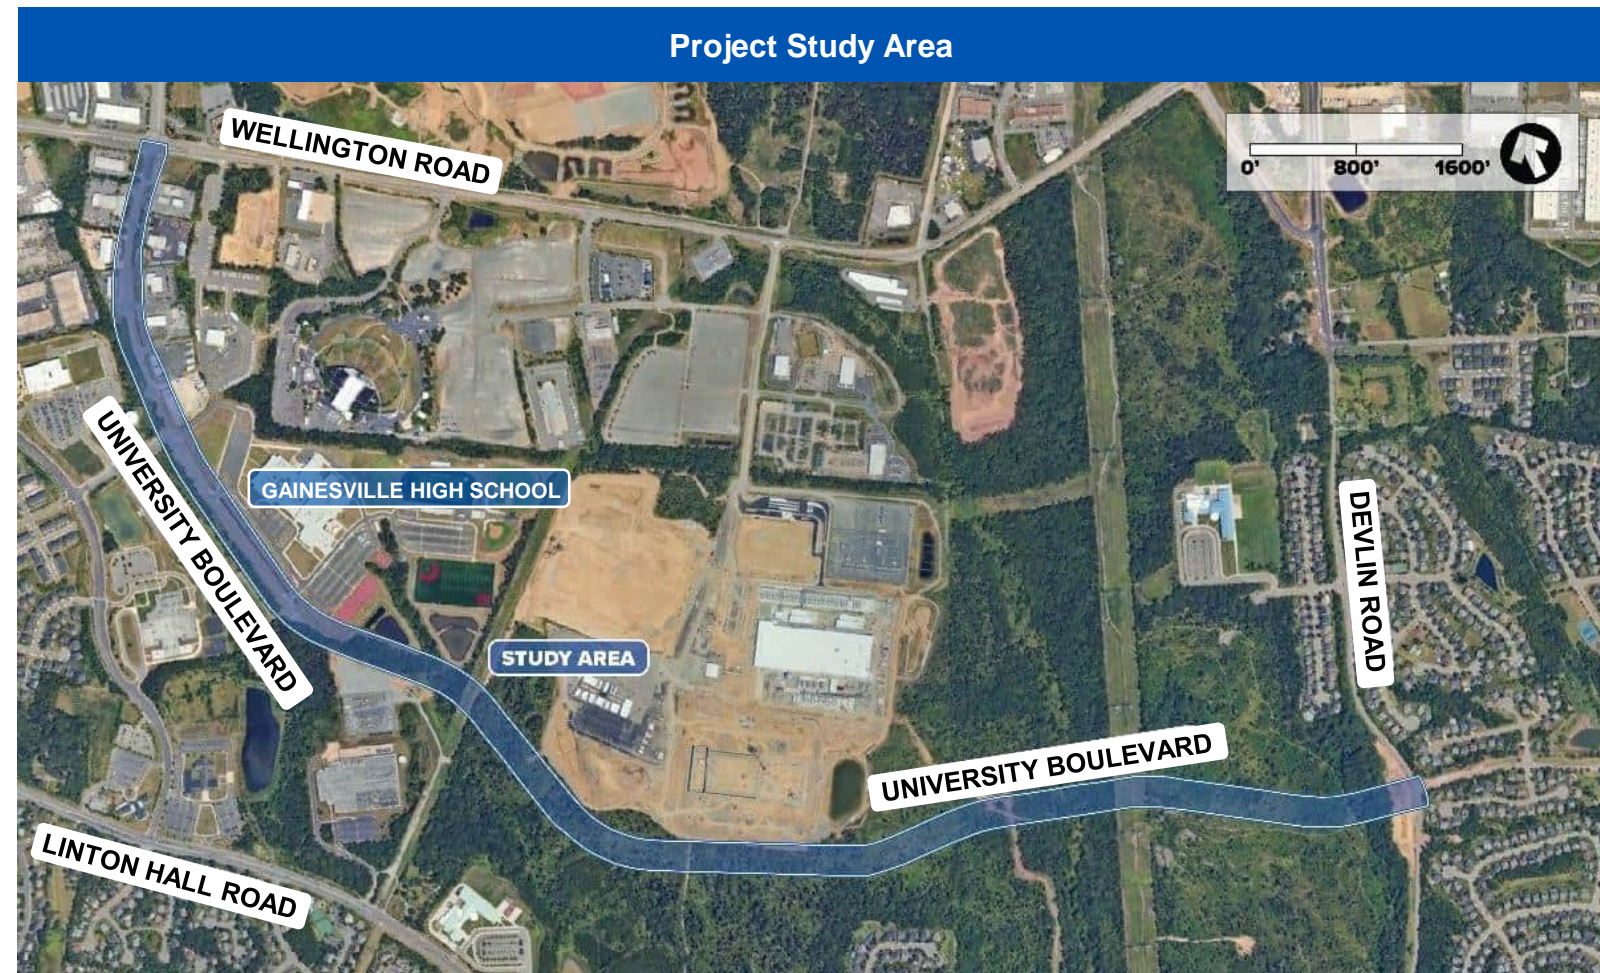 Project Study Area
WELLINGTON ROAD
0' 800' 1600'
UNIVERSITY BOULEVARD
GAINESVILLE HIGH SCHOOL
DEVLIN ROAD
STUDY AREA
UNIVERSITY BOULEVARD
LINTON HALL ROAD